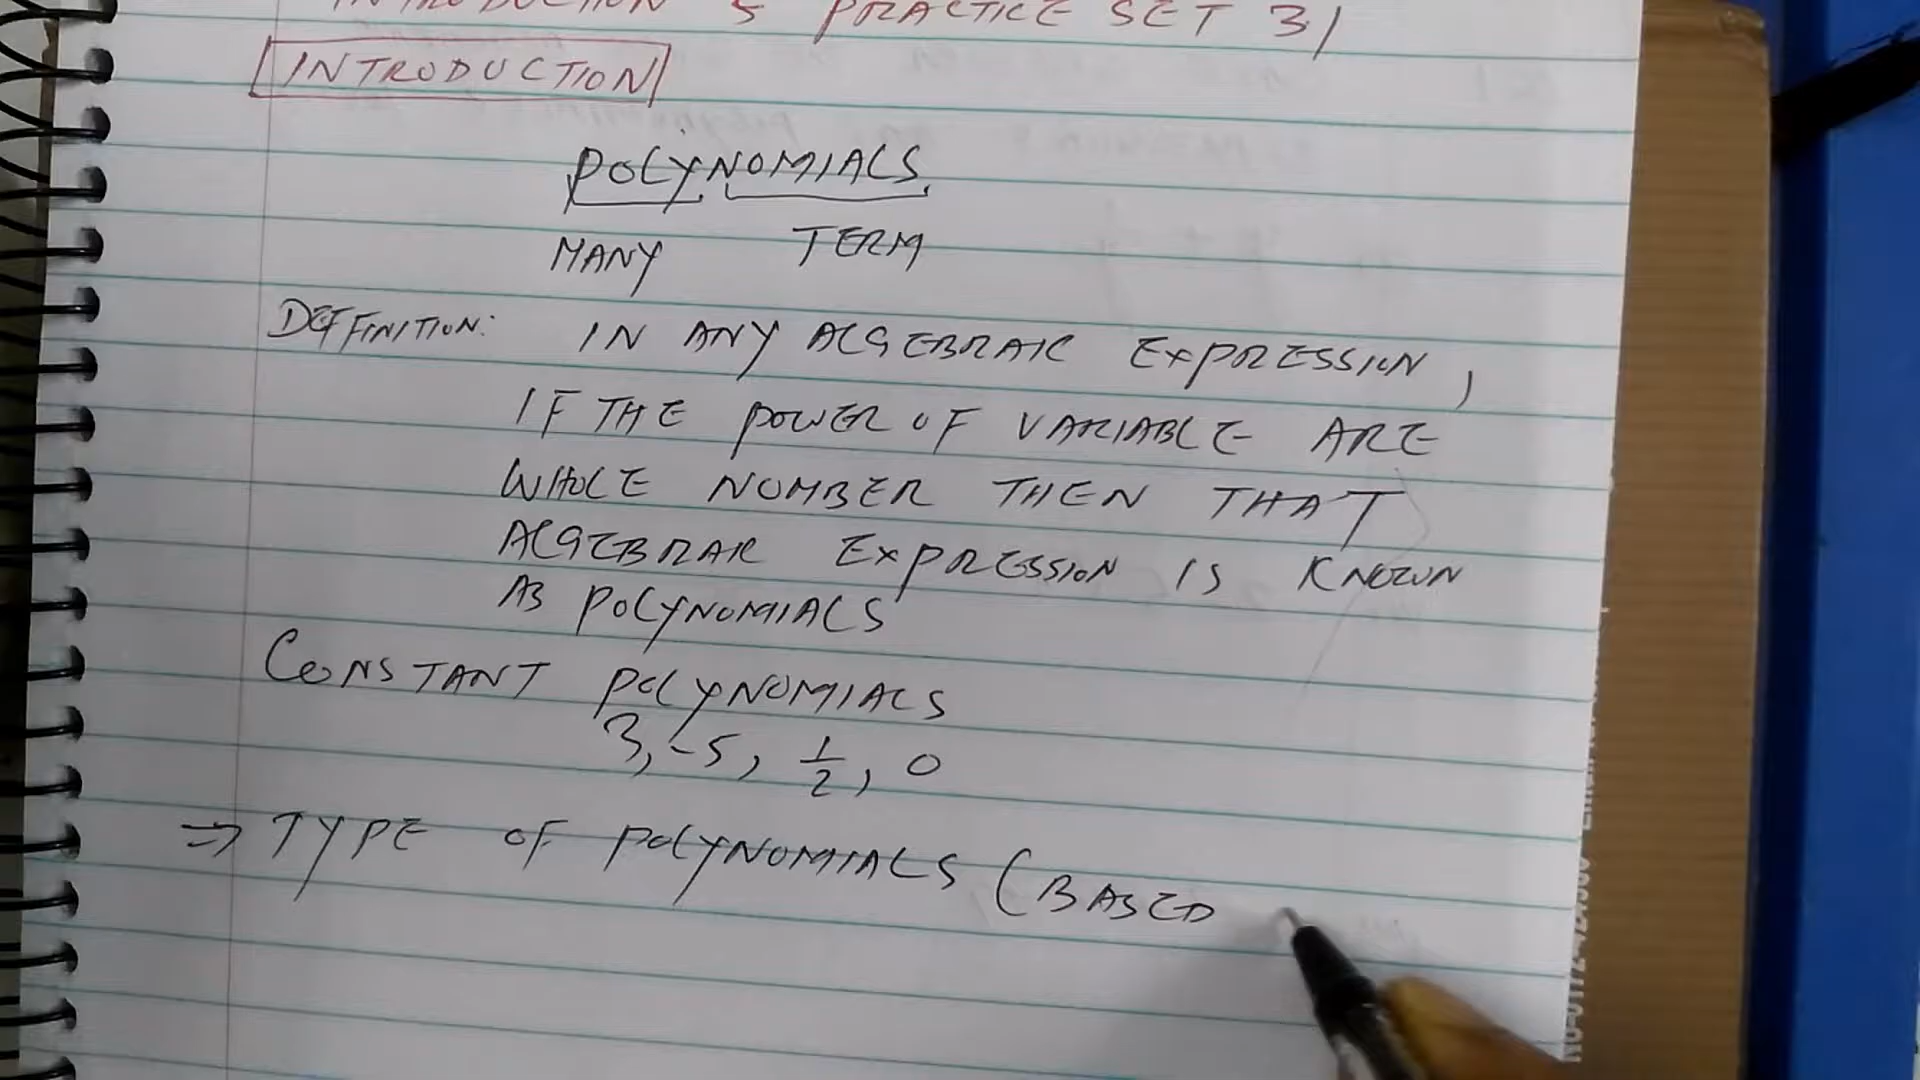 INTRODUCTION & PRACTICE SET 31
INTRODUCTION
POLYNOMIALS
MANY TERM
DEFFINITION: IN ANY ALGEBRAIC EXPRESSION,
IF THE POWER OF VARIABLE ARE
WHOLE NUMBER THEN THAT
ALGEBRAIC EXPRESSION IS KNOWN
AS POLYNOMIALS
CONSTANT POLYNOMIALS
3, -5, 1/2, 0
⇒ TYPE OF POLYNOMIALS (BASED